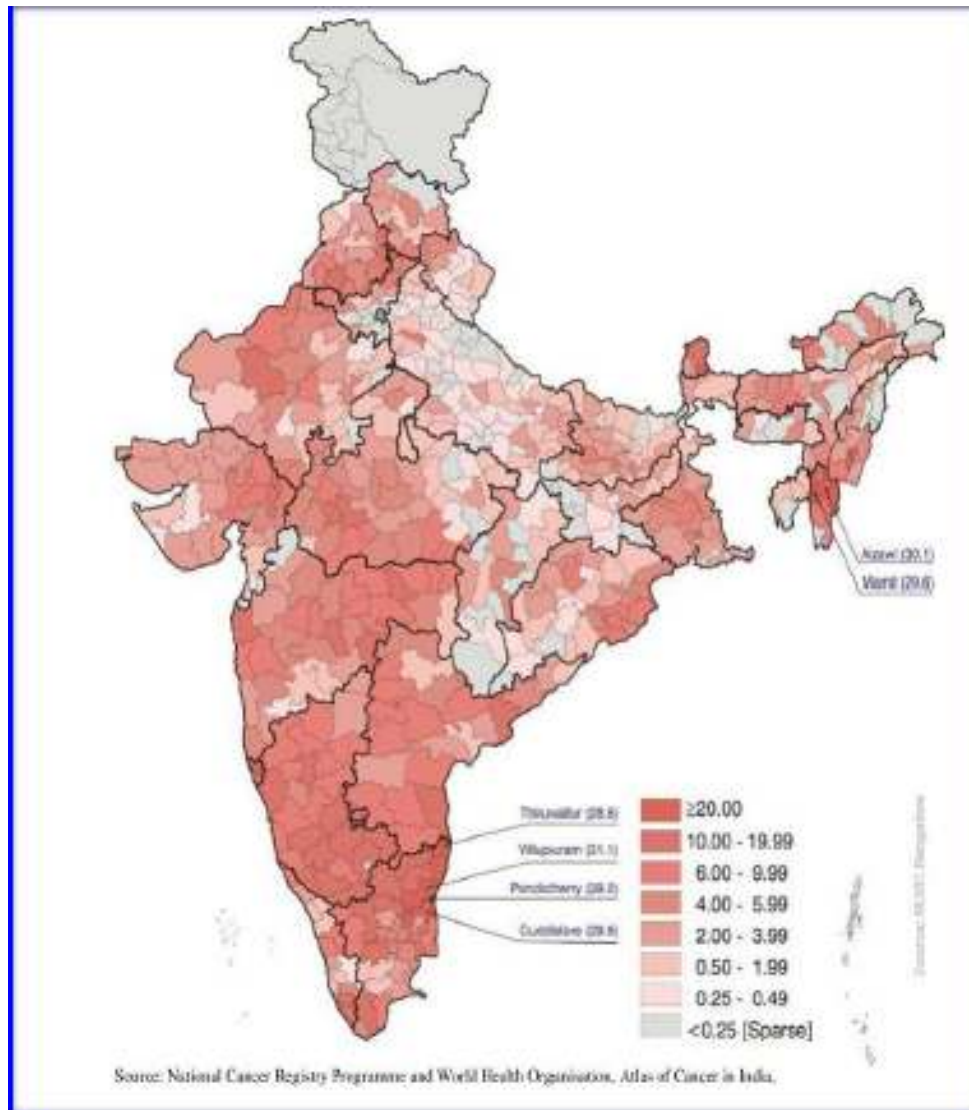 Aizawl (30.1)
Mamit (29.6)
Thiruvallur (28.6)
Villupuram (31.1)
Pondicherry (39.2)
Cuddalore (29.6)
≥20.00
10.00 - 19.99
6.00 - 9.99
4.00 - 5.99
2.00 - 3.99
0.50 - 1.99
0.25 - 0.49
<0.25 [Sparse]
Source: National Cancer Registry Programme and World Health Organisation, Atlas of Cancer in India,